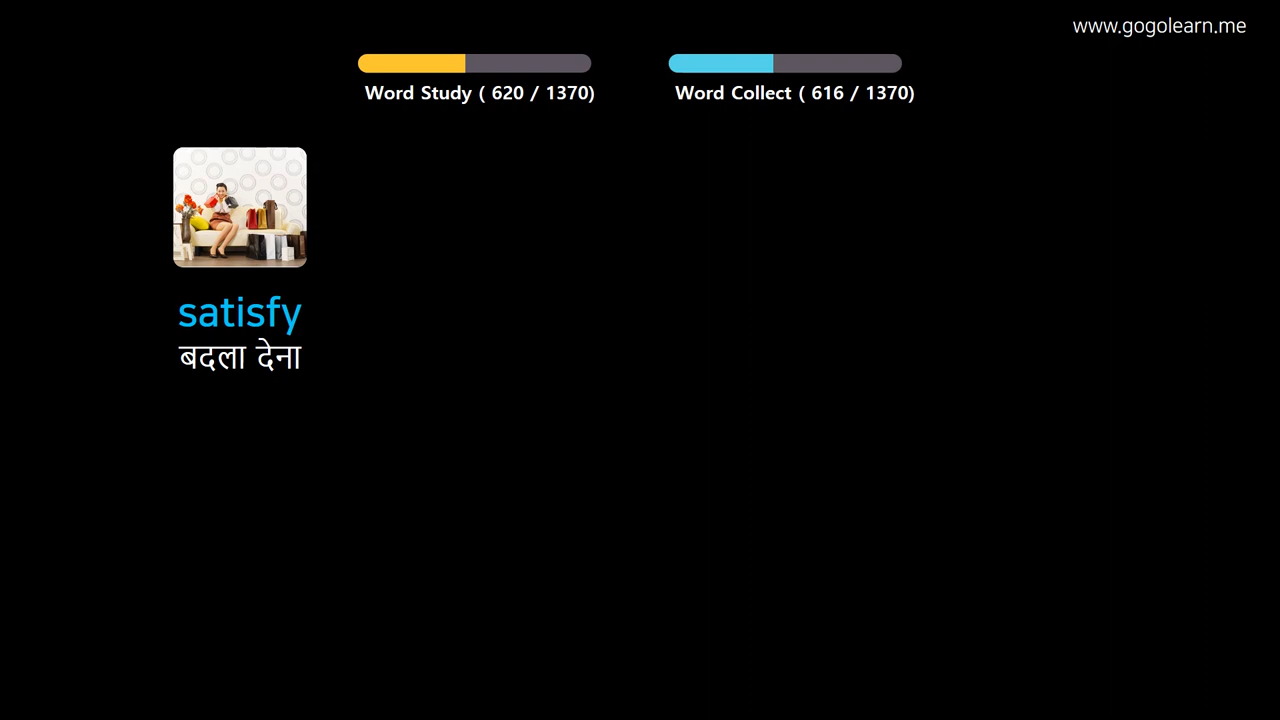 www.gogolearn.me
Word Study ( 620 / 1370)
Word Collect ( 616 / 1370)
satisfy
बदला देना